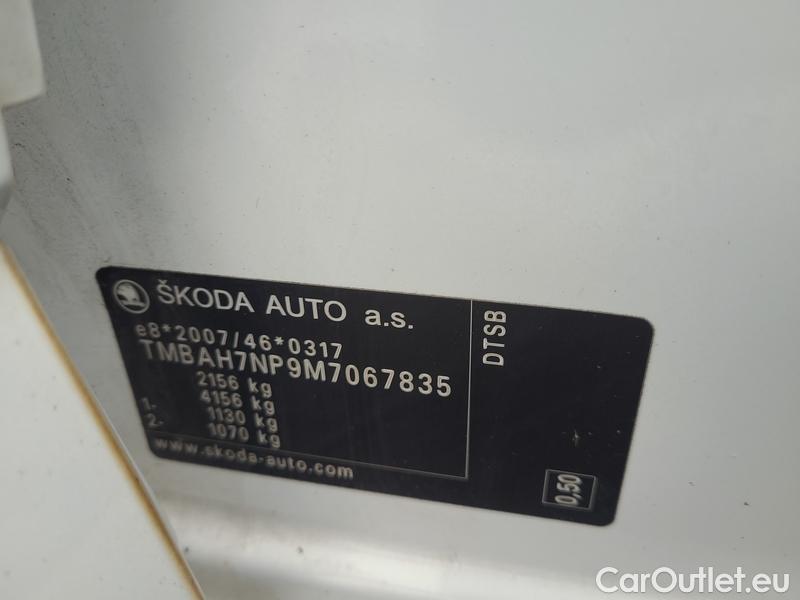 ŠKODA AUTO a.s.
e8*2007/46*0317
TMBAH7NP9M7067835
2156 kg
4156 kg
1- 1130 kg
2- 1070 kg
www.skoda-auto.com
DTSB
0,50
CarOutlet.eu